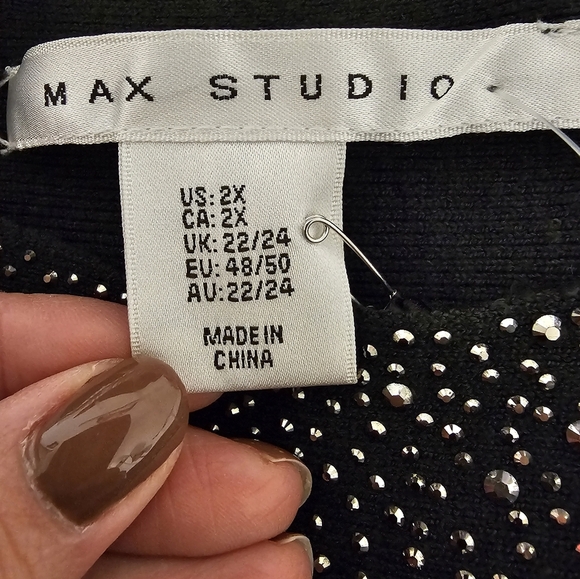 MAX STUDIO
US: 2X
CA: 2X
UK: 22/24
EU: 48/50
AU: 22/24
MADE IN
CHINA